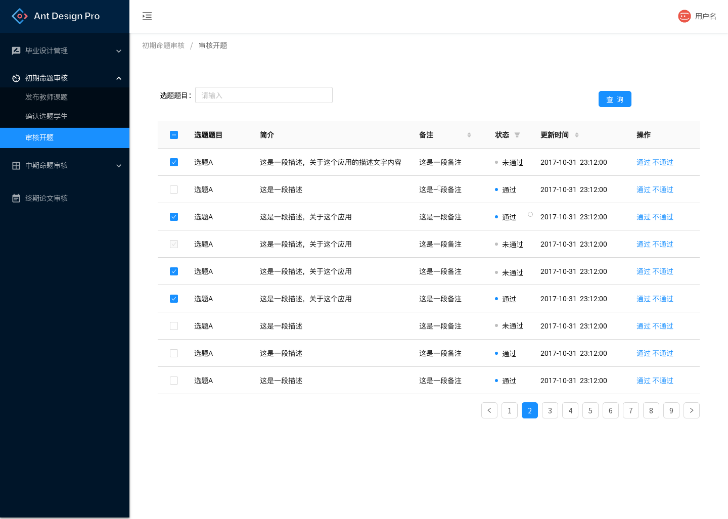 Ant Design Pro
用户名
毕业设计管理
初期命题审核
发布教师课题
确认选题学生
审核开题
中期命题审核
终期论文审核
初期命题审核 / 审核开题
选题题目: 请输入
查 询
选题题目 简介 备注 状态 更新时间 操作
选题A 这是一段描述，关于这个应用的描述文字内容 这是一段备注 未通过 2017-10-31 23:12:00 通过 不通过
选题A 这是一段描述 这是一段备注 通过 2017-10-31 23:12:00 通过 不通过
选题A 这是一段描述，关于这个应用 这是一段备注 通过 2017-10-31 23:12:00 通过 不通过
选题A 这是一段描述，关于这个应用 这是一段备注 未通过 2017-10-31 23:12:00 通过 不通过
选题A 这是一段描述，关于这个应用 这是一段备注 未通过 2017-10-31 23:12:00 通过 不通过
选题A 这是一段描述，关于这个应用 这是一段备注 通过 2017-10-31 23:12:00 通过 不通过
选题A 这是一段描述 这是一段备注 未通过 2017-10-31 23:12:00 通过 不通过
选题A 这是一段描述 这是一段备注 通过 2017-10-31 23:12:00 通过 不通过
选题A 这是一段描述 这是一段备注 通过 2017-10-31 23:12:00 通过 不通过
1 2 3 4 5 6 7 8 9